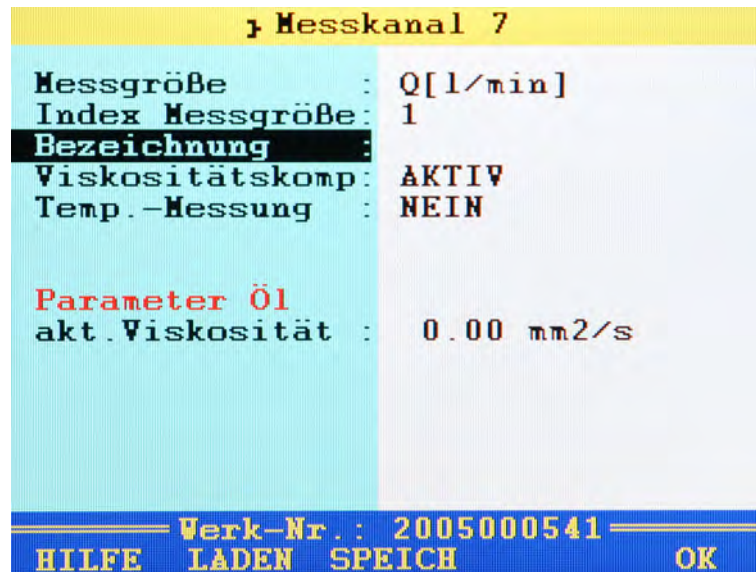 Messkanal 7
Messgröße : Q[l/min]
Index Messgröße: 1
Bezeichnung :
Viskositätskomp: AKTIV
Temp.-Messung : NEIN
Parameter Öl
akt.Viskosität : 0.00 mm2/s
Werk-Nr.: 2005000541
HILFE LADEN SPEICH OK